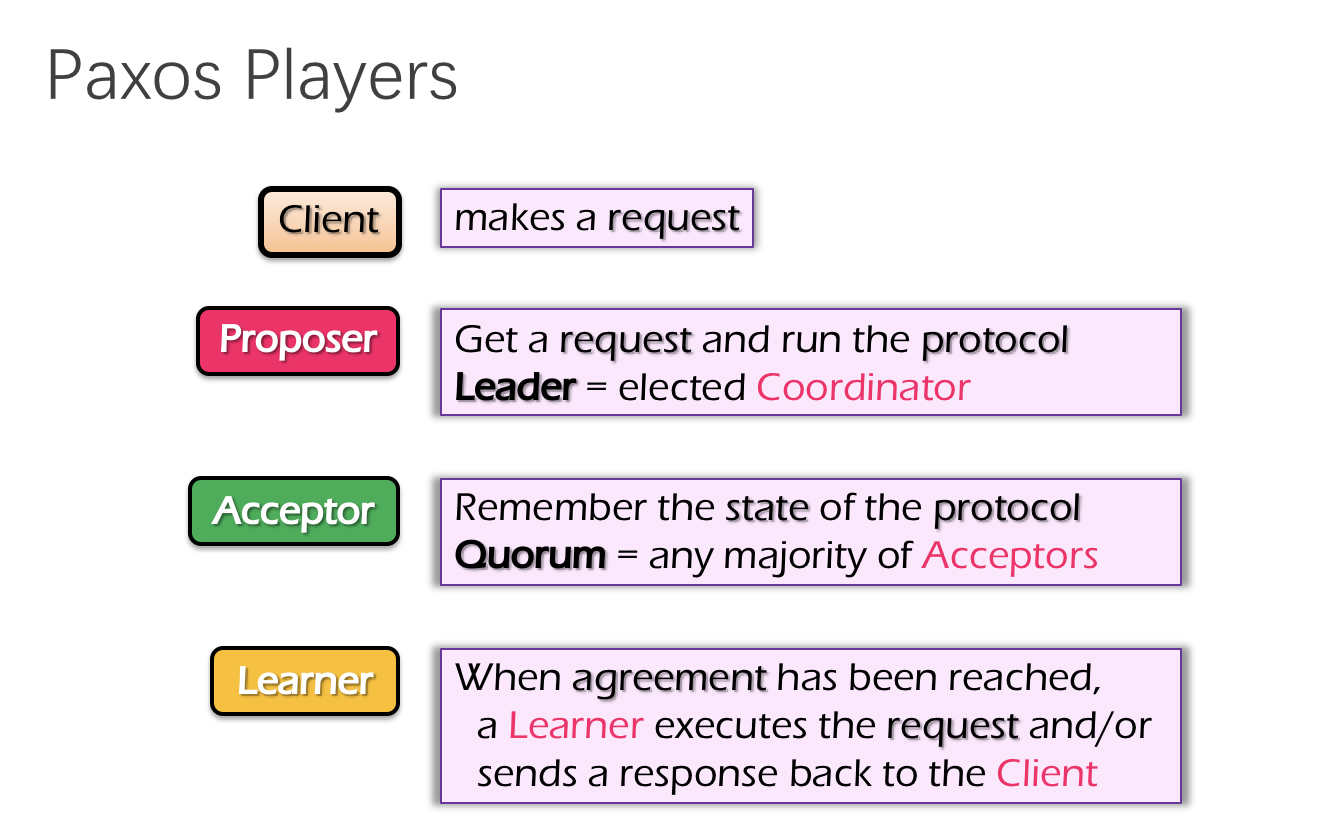 Paxos Players
Client
makes a request
Proposer
Get a request and run the protocol
Leader = elected Coordinator
Acceptor
Remember the state of the protocol
Quorum = any majority of Acceptors
Learner
When agreement has been reached,
a Learner executes the request and/or
sends a response back to the Client